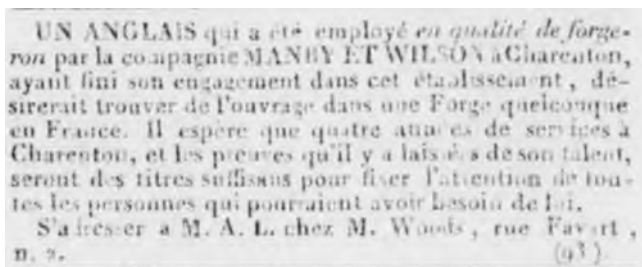 UN ANGLAIS qui a été employé en qualité de forge-
ron par la compagnie MANBY ET WILSON à Charenton,
ayant fini son engagement dans cet établissement, dé-
sirerait trouver de l'ouvrage dans une Forge quelconque
en France. Il espère que quatre années de services à
Charenton, et les preuves qu'il y a laissées de son talent,
seront des titres suffisans pour fixer l'attention de tou-
tes les personnes qui pourraient avoir besoin de lui.
S'adresser à M. A. L. chez M. Woods, rue Favart,
n. 2. (93)